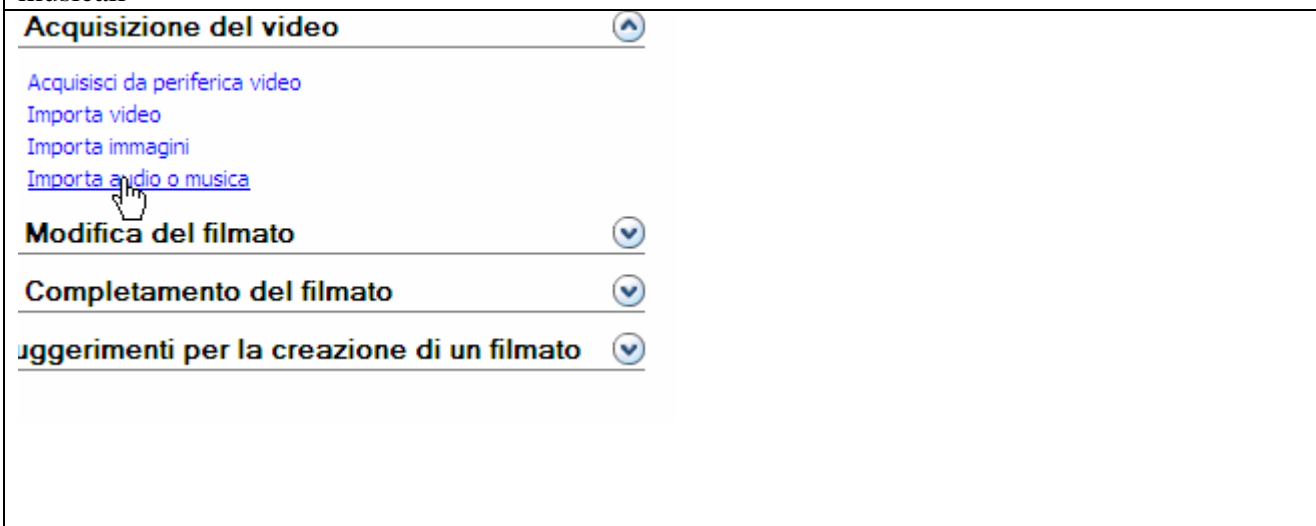 Acquisizione del video
Acquisisci da periferica video
Importa video
Importa immagini
Importa audio o musica
Modifica del filmato
Completamento del filmato
uggerimenti per la creazione di un filmato